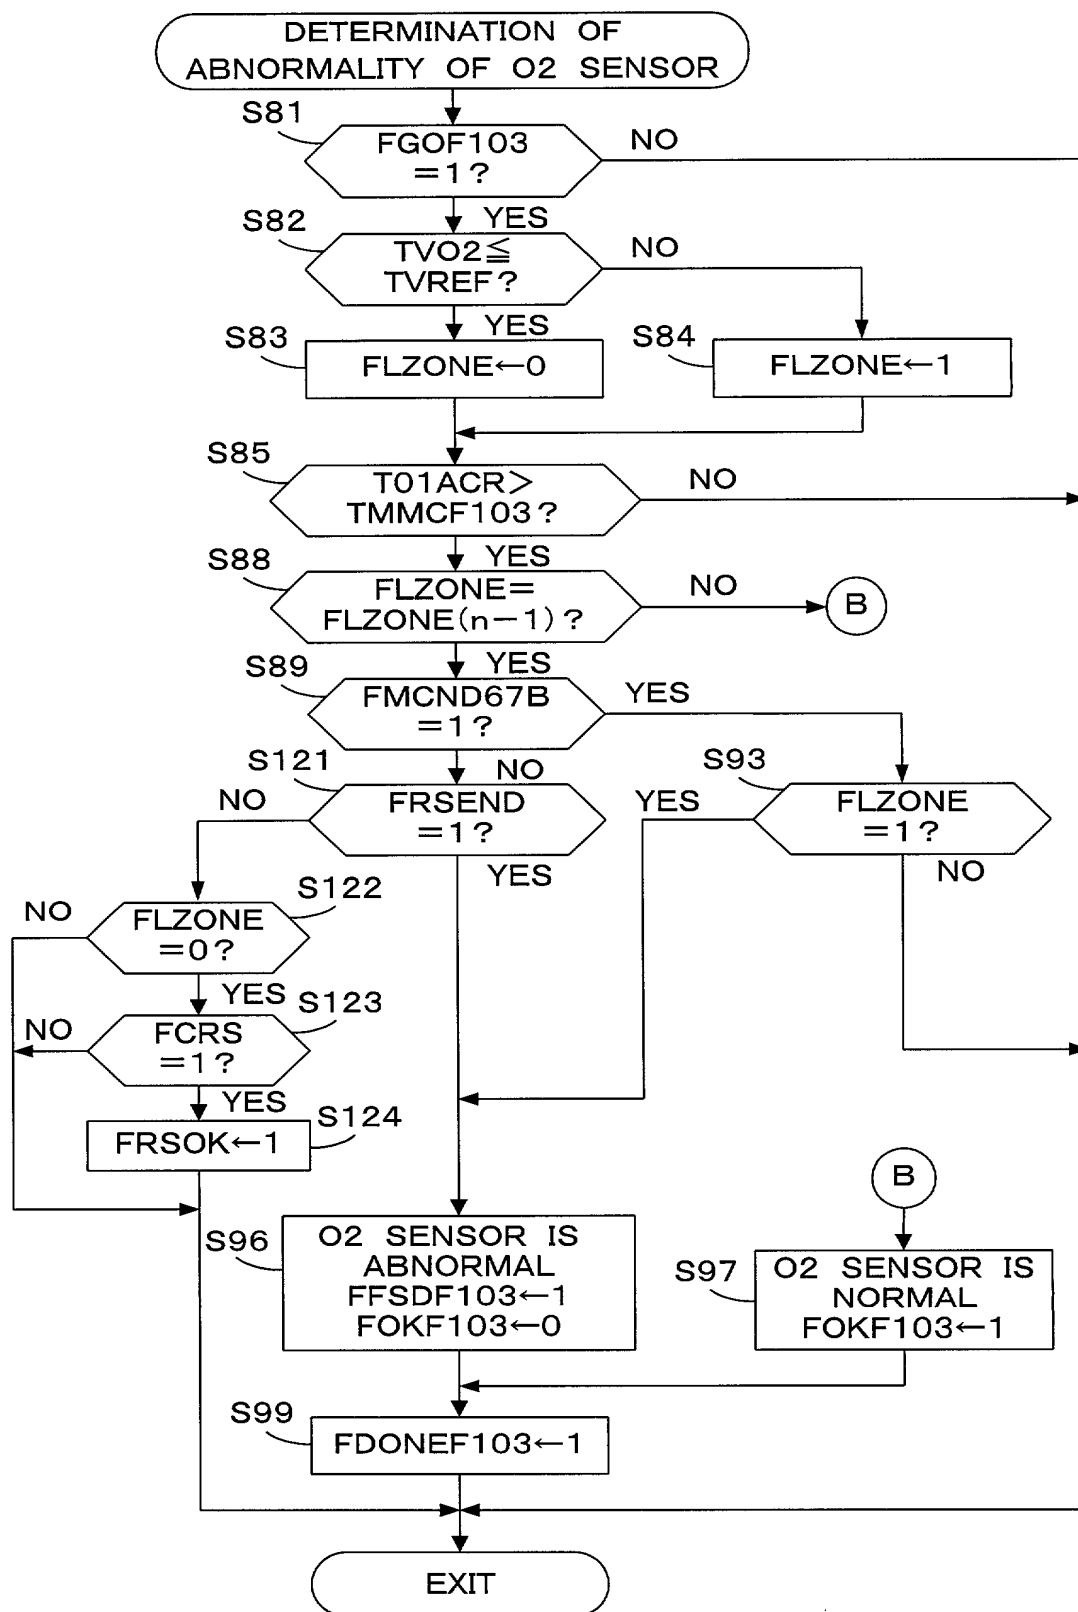 DETERMINATION OF
ABNORMALITY OF O2 SENSOR
S81
FGOF103
=1?
NO
YES
S82
TVO2≦
TVREF?
NO
YES
S83
FLZONE←0
S84
FLZONE←1
S85
T01ACR>
TMMCF103?
NO
YES
S88
FLZONE=
FLZONE(n-1)?
NO
B
YES
S89
FMCND67B
=1?
YES
NO
S121
FRSEND
=1?
NO
YES
S93
FLZONE
=1?
YES
NO
S122
FLZONE
=0?
NO
YES
S123
FCRS
=1?
NO
YES
S124
FRSOK←1
B
S96
O2 SENSOR IS
ABNORMAL
FFSDF103←1
FOKF103←0
S97
O2 SENSOR IS
NORMAL
FOKF103←1
S99
FDONEF103←1
EXIT